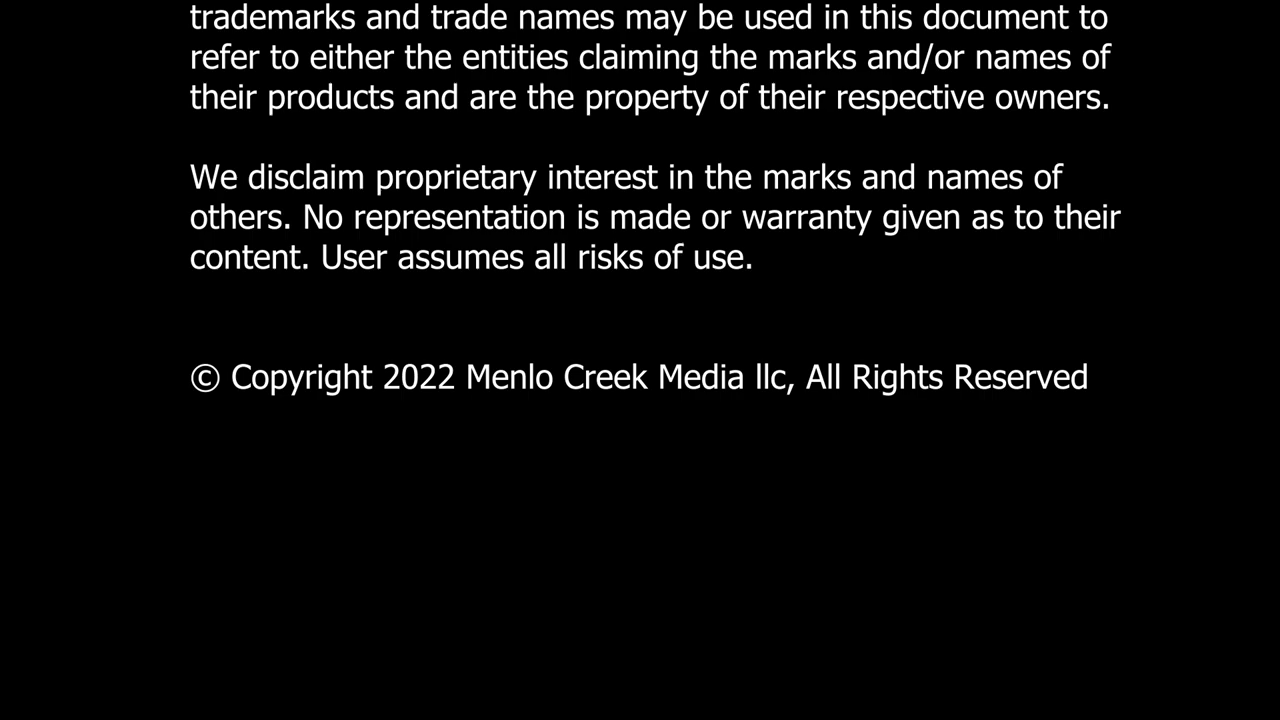 trademarks and trade names may be used in this document to
refer to either the entities claiming the marks and/or names of
their products and are the property of their respective owners.
We disclaim proprietary interest in the marks and names of
others. No representation is made or warranty given as to their
content. User assumes all risks of use.
© Copyright 2022 Menlo Creek Media llc, All Rights Reserved